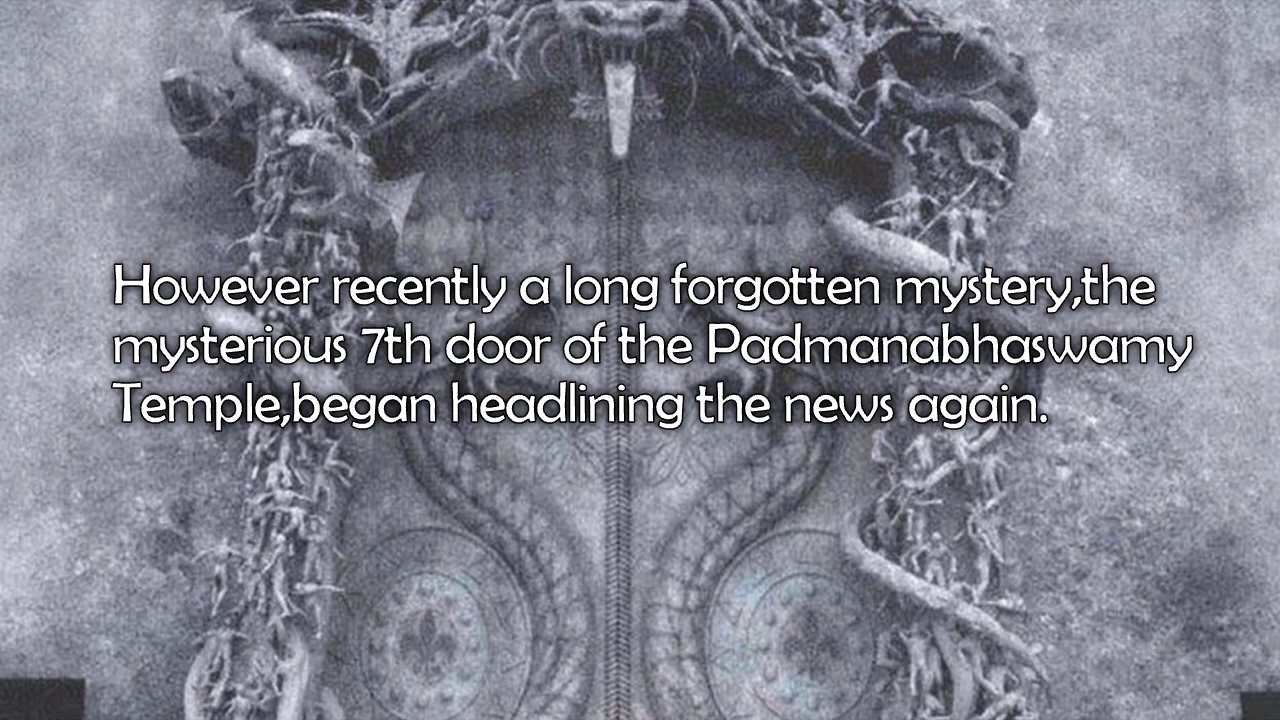 However recently a long forgotten mystery,the
mysterious 7th door of the Padmanabhaswamy
Temple,began headlining the news again.